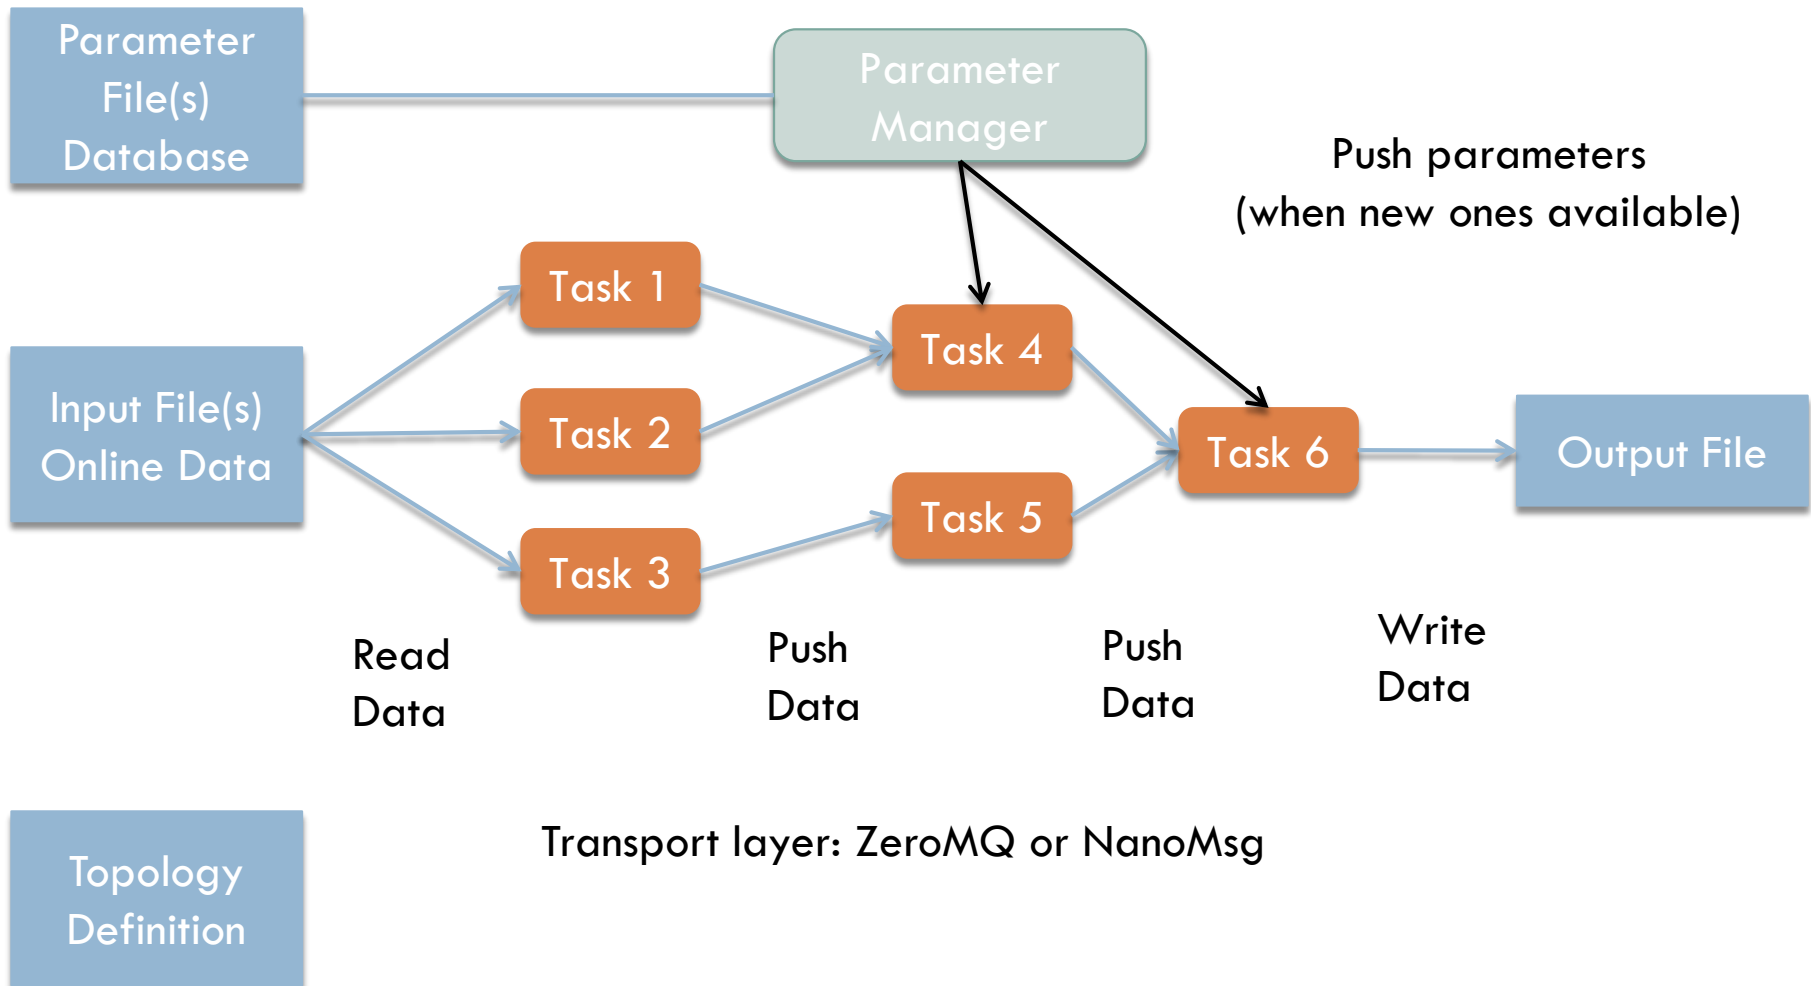 Parameter
File(s)
Database
Parameter
Manager
Push parameters
(when new ones available)
Task 1
Task 2
Task 3
Task 4
Task 5
Task 6
Input File(s)
Online Data
Output File
Read
Data
Push
Data
Push
Data
Write
Data
Topology
Definition
Transport layer: ZeroMQ or NanoMsg